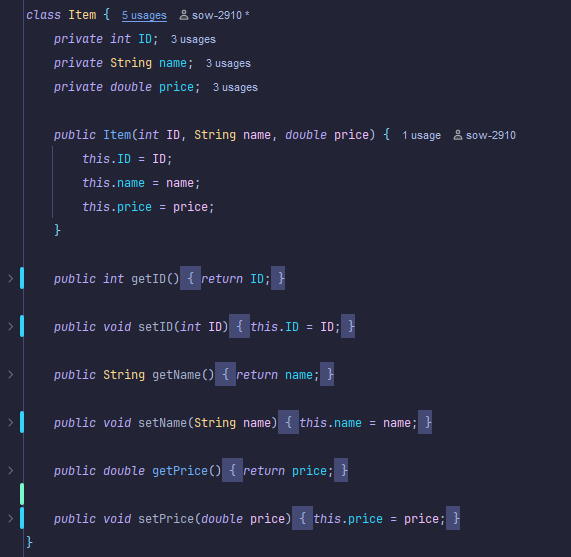 class Item { 5 usages sow-2910 *
private int ID; 3 usages
private String name; 3 usages
private double price; 3 usages
public Item(int ID, String name, double price) { 1 usage sow-2910
this.ID = ID;
this.name = name;
this.price = price;
}
public int getID() { return ID; }
public void setID(int ID) { this.ID = ID; }
public String getName() { return name; }
public void setName(String name) { this.name = name; }
public double getPrice() { return price; }
public void setPrice(double price) { this.price = price; }
}